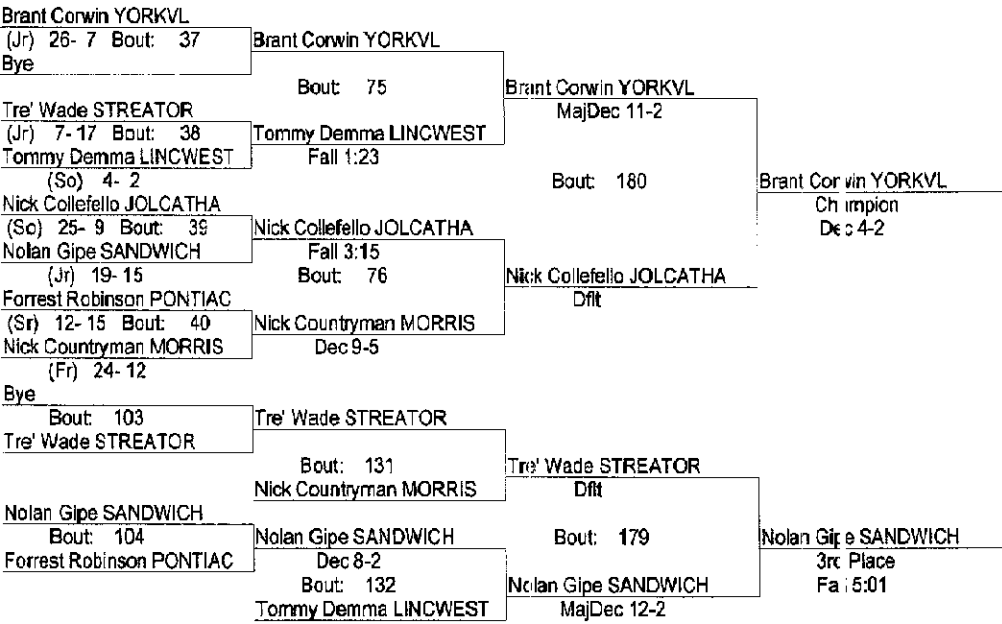 Brant Corwin YORKVL
(Jr) 26- 7 Bout: 37
Bye
Brant Corwin YORKVL
Bout: 75
Tre' Wade STREATOR
(Jr) 7- 17 Bout: 38
Tommy Demma LINCWEST
(So) 4- 2
Tommy Demma LINCWEST
Fall 1:23
Brant Corwin YORKVL
MajDec 11-2
Bout: 180
Nick Collefello JOLCATHA
(So) 25- 9 Bout: 39
Nolan Gipe SANDWICH
(Jr) 19- 15
Nick Collefello JOLCATHA
Fall 3:15
Bout: 76
Forrest Robinson PONTIAC
(Sr) 12- 15 Bout: 40
Nick Countryman MORRIS
(Fr) 24- 12
Nick Countryman MORRIS
Dec 9-5
Nick Collefello JOLCATHA
Dflt
Brant Corwin YORKVL
Champion
Dec 4-2
Bye
Bout: 103
Tre' Wade STREATOR
Tre' Wade STREATOR
Bout: 131
Nick Countryman MORRIS
Tre' Wade STREATOR
Dflt
Bout: 179
Nolan Gipe SANDWICH
Bout: 104
Forrest Robinson PONTIAC
Nolan Gipe SANDWICH
Dec 8-2
Bout: 132
Tommy Demma LINCWEST
Nolan Gipe SANDWICH
MajDec 12-2
Nolan Gipe SANDWICH
3rd Place
Fall 5:01